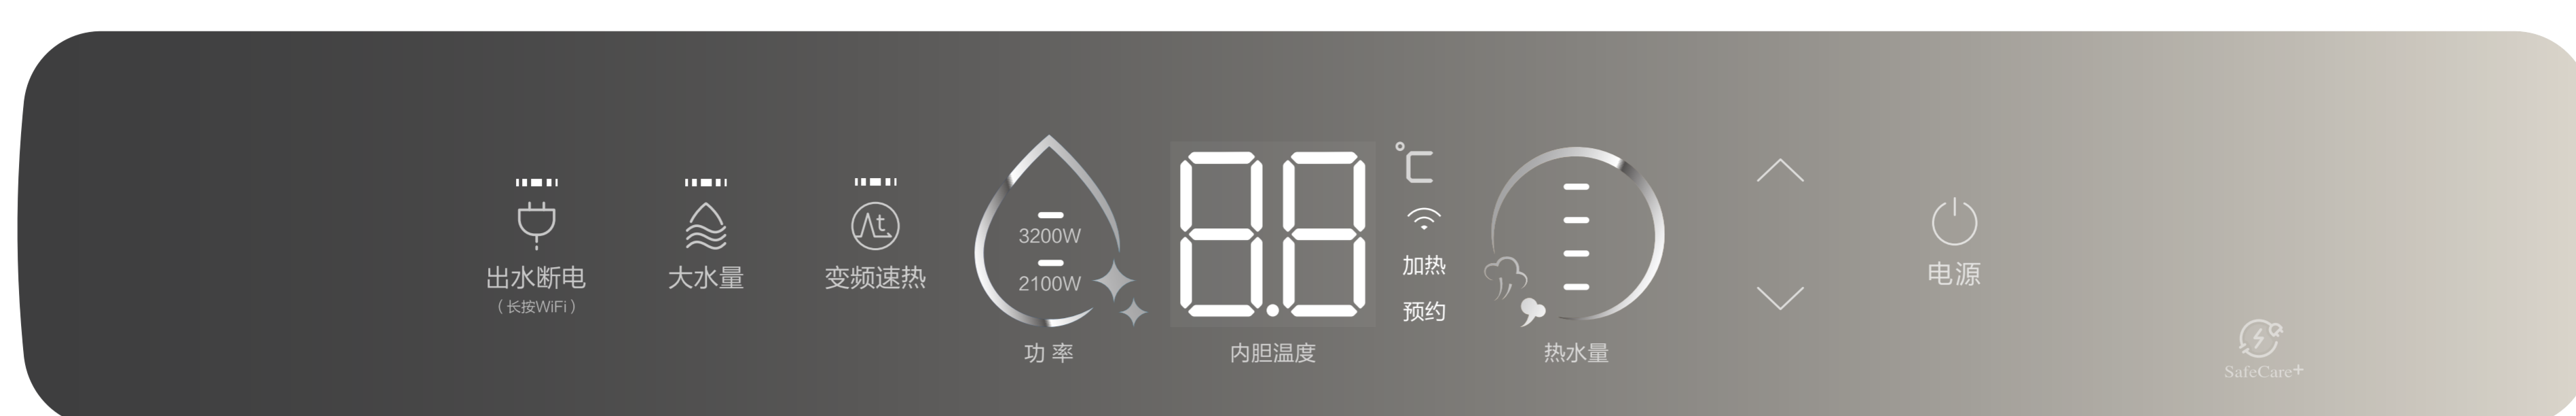 出水断电
（长按WiFi）
大水量
变频速热
3200W
2100W
功 率
8.8
℃
加热
预约
内胆温度
热水量
电源
SafeCare+